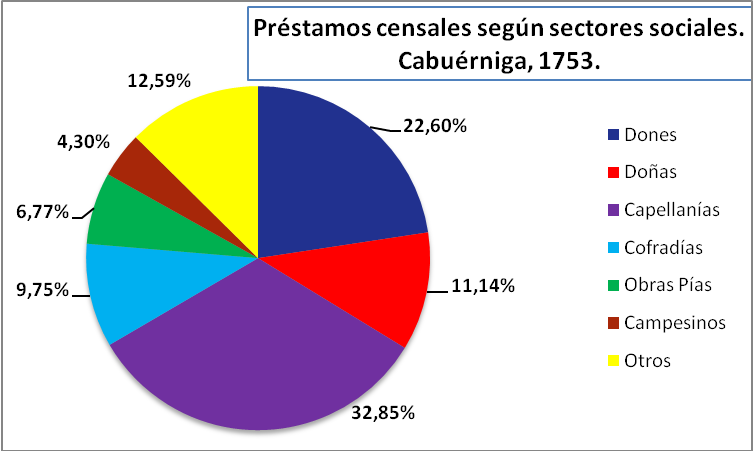 Préstamos censales según sectores sociales.
Cabuérniga, 1753.
12,59%
22,60%
4,30%
6,77%
9,75%
11,14%
32,85%
Dones
Doñas
Capellanías
Cofradías
Obras Pías
Campesinos
Otros